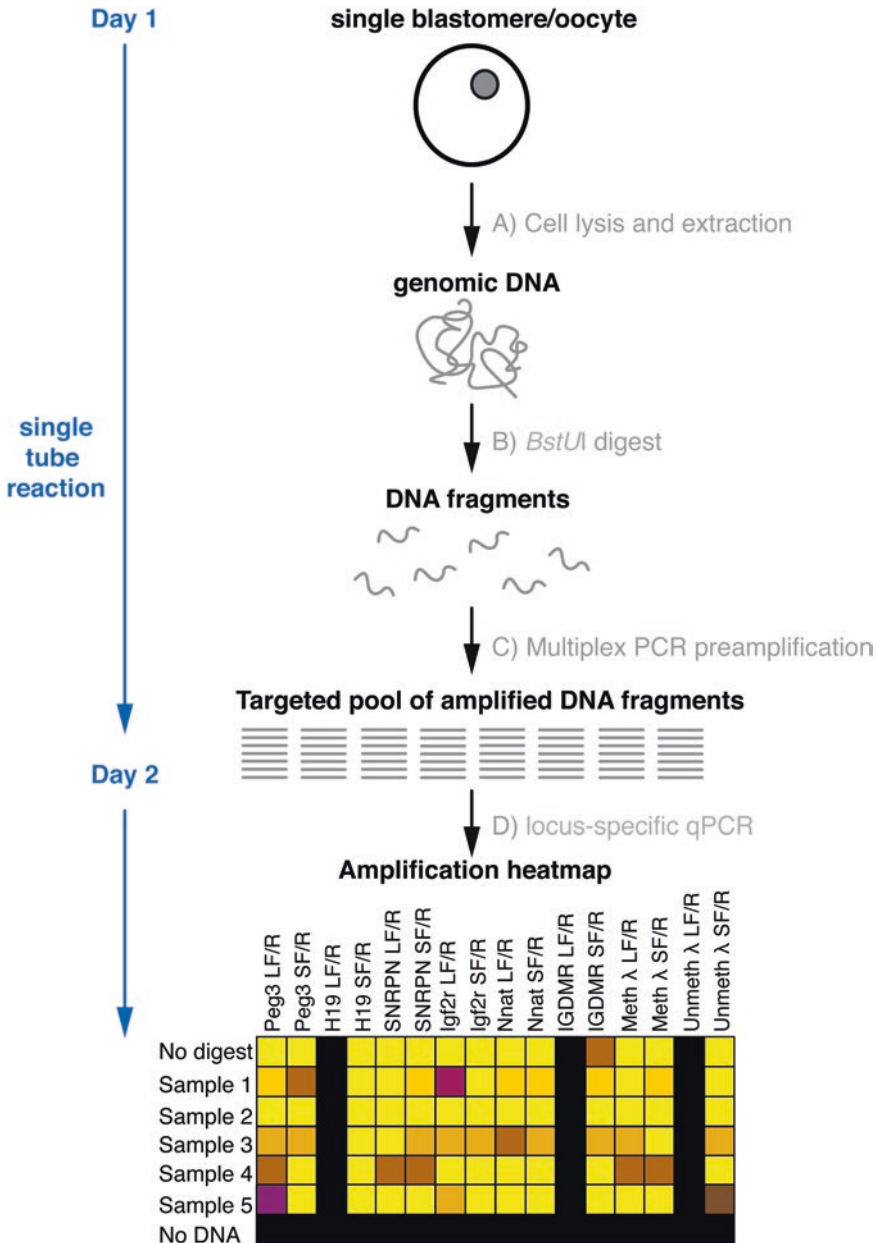 Day 1
single blastomere/oocyte
A) Cell lysis and extraction
genomic DNA
B) BstUI digest
single
tube
reaction
DNA fragments
C) Multiplex PCR preamplification
Targeted pool of amplified DNA fragments
Day 2
D) locus-specific qPCR
Amplification heatmap
Peg3 LF/R
Peg3 SF/R
H19 LF/R
H19 SF/R
SNRPN LF/R
SNRPN SF/R
Igf2r LF/R
Igf2r SF/R
Nnat LF/R
Nnat SF/R
IGDMR LF/R
IGDMR SF/R
Meth λ LF/R
Meth λ SF/R
Unmeth λ LF/R
Unmeth λ SF/R
No digest
Sample 1
Sample 2
Sample 3
Sample 4
Sample 5
No DNA